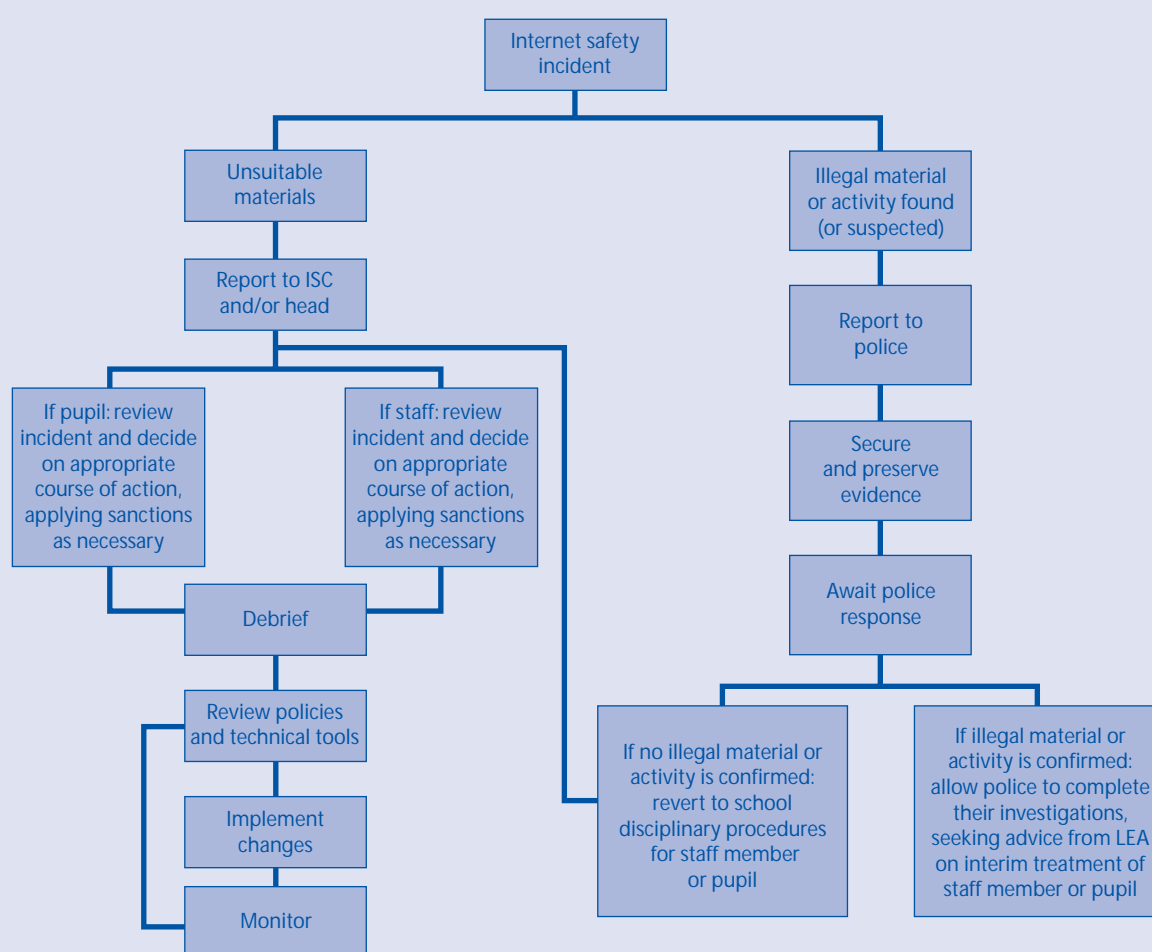 Internet safety
incident
Unsuitable
materials
Report to ISC
and/or head
If pupil: review
incident and decide
on appropriate
course of action,
applying sanctions
as necessary
If staff: review
incident and decide
on appropriate
course of action,
applying sanctions
as necessary
Debrief
Review policies
and technical tools
Implement
changes
Monitor
Illegal material
or activity found
(or suspected)
Report to
police
Secure
and preserve
evidence
Await police
response
If no illegal material or
activity is confirmed:
revert to school
disciplinary procedures
for staff member
or pupil
If illegal material or
activity is confirmed:
allow police to complete
their investigations,
seeking advice from LEA
on interim treatment of
staff member or pupil